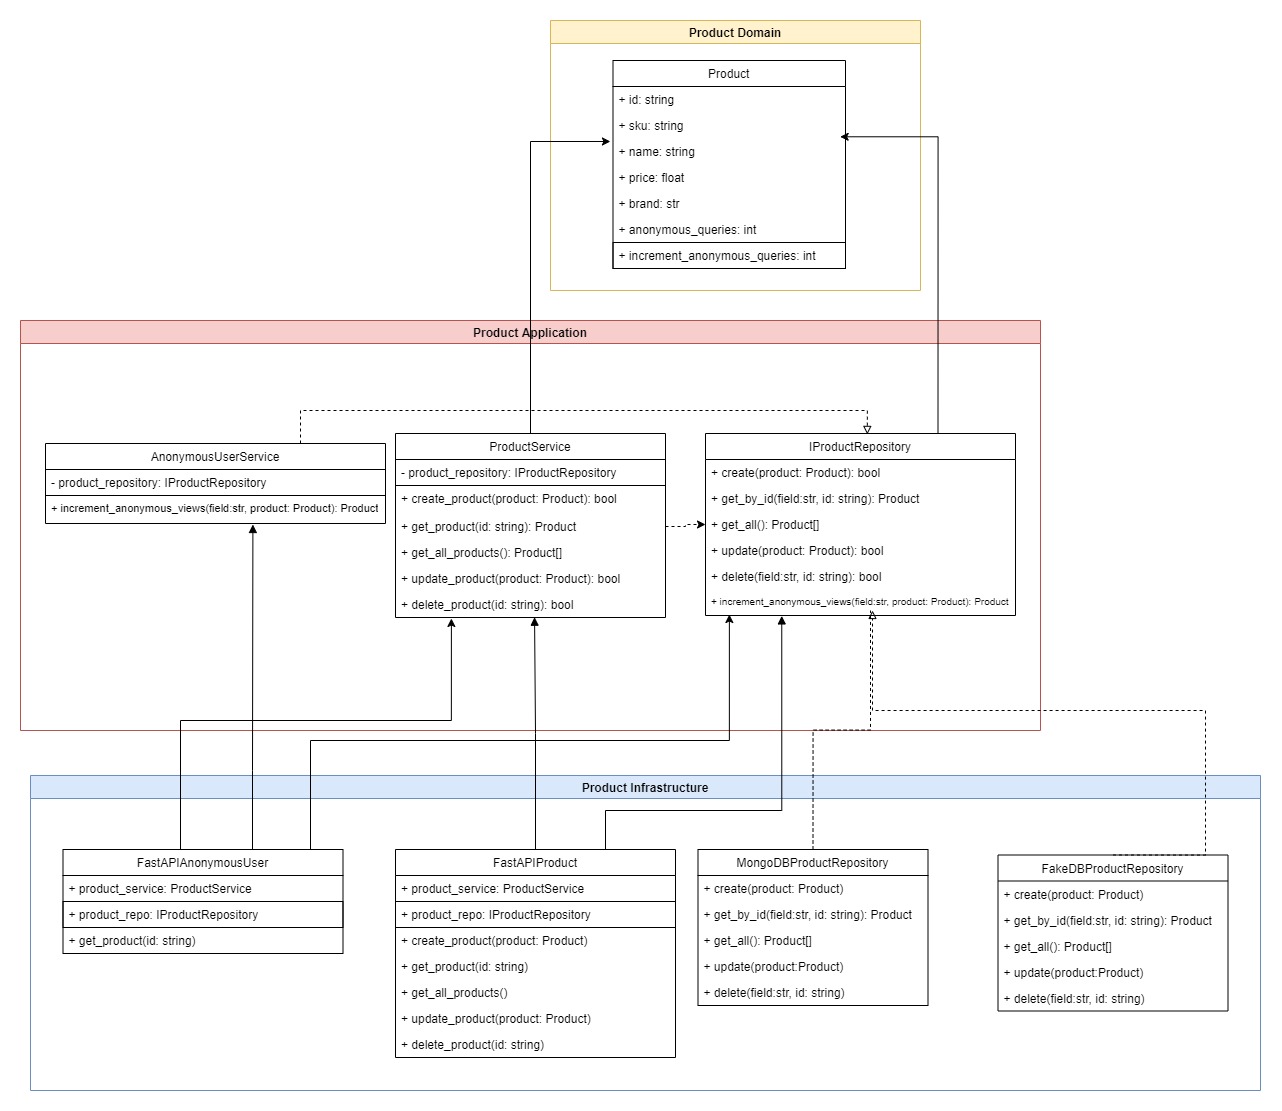 Product Domain
Product
+ id: string
+ sku: string
+ name: string
+ price: float
+ brand: str
+ anonymous_queries: int
+ increment_anonymous_queries: int
Product Application
AnonymousUserService
- product_repository: IProductRepository
+ increment_anonymous_views(field:str, product: Product): Product
ProductService
- product_repository: IProductRepository
+ create_product(product: Product): bool
+ get_product(id: string): Product
+ get_all_products(): Product[]
+ update_product(product: Product): bool
+ delete_product(id: string): bool
IProductRepository
+ create(product: Product): bool
+ get_by_id(field:str, id: string): Product
+ get_all(): Product[]
+ update(product: Product): bool
+ delete(field:str, id: string): bool
+ increment_anonymous_views(field:str, product: Product): Product
Product Infrastructure
FastAPIAnonymousUser
+ product_service: ProductService
+ product_repo: IProductRepository
+ get_product(id: string)
FastAPIProduct
+ product_service: ProductService
+ product_repo: IProductRepository
+ create_product(product: Product)
+ get_product(id: string)
+ get_all_products()
+ update_product(product: Product)
+ delete_product(id: string)
MongoDBProductRepository
+ create(product: Product)
+ get_by_id(field:str, id: string): Product
+ get_all(): Product[]
+ update(product:Product)
+ delete(field:str, id: string)
FakeDBProductRepository
+ create(product: Product)
+ get_by_id(field:str, id: string): Product
+ get_all(): Product[]
+ update(product:Product)
+ delete(field:str, id: string)